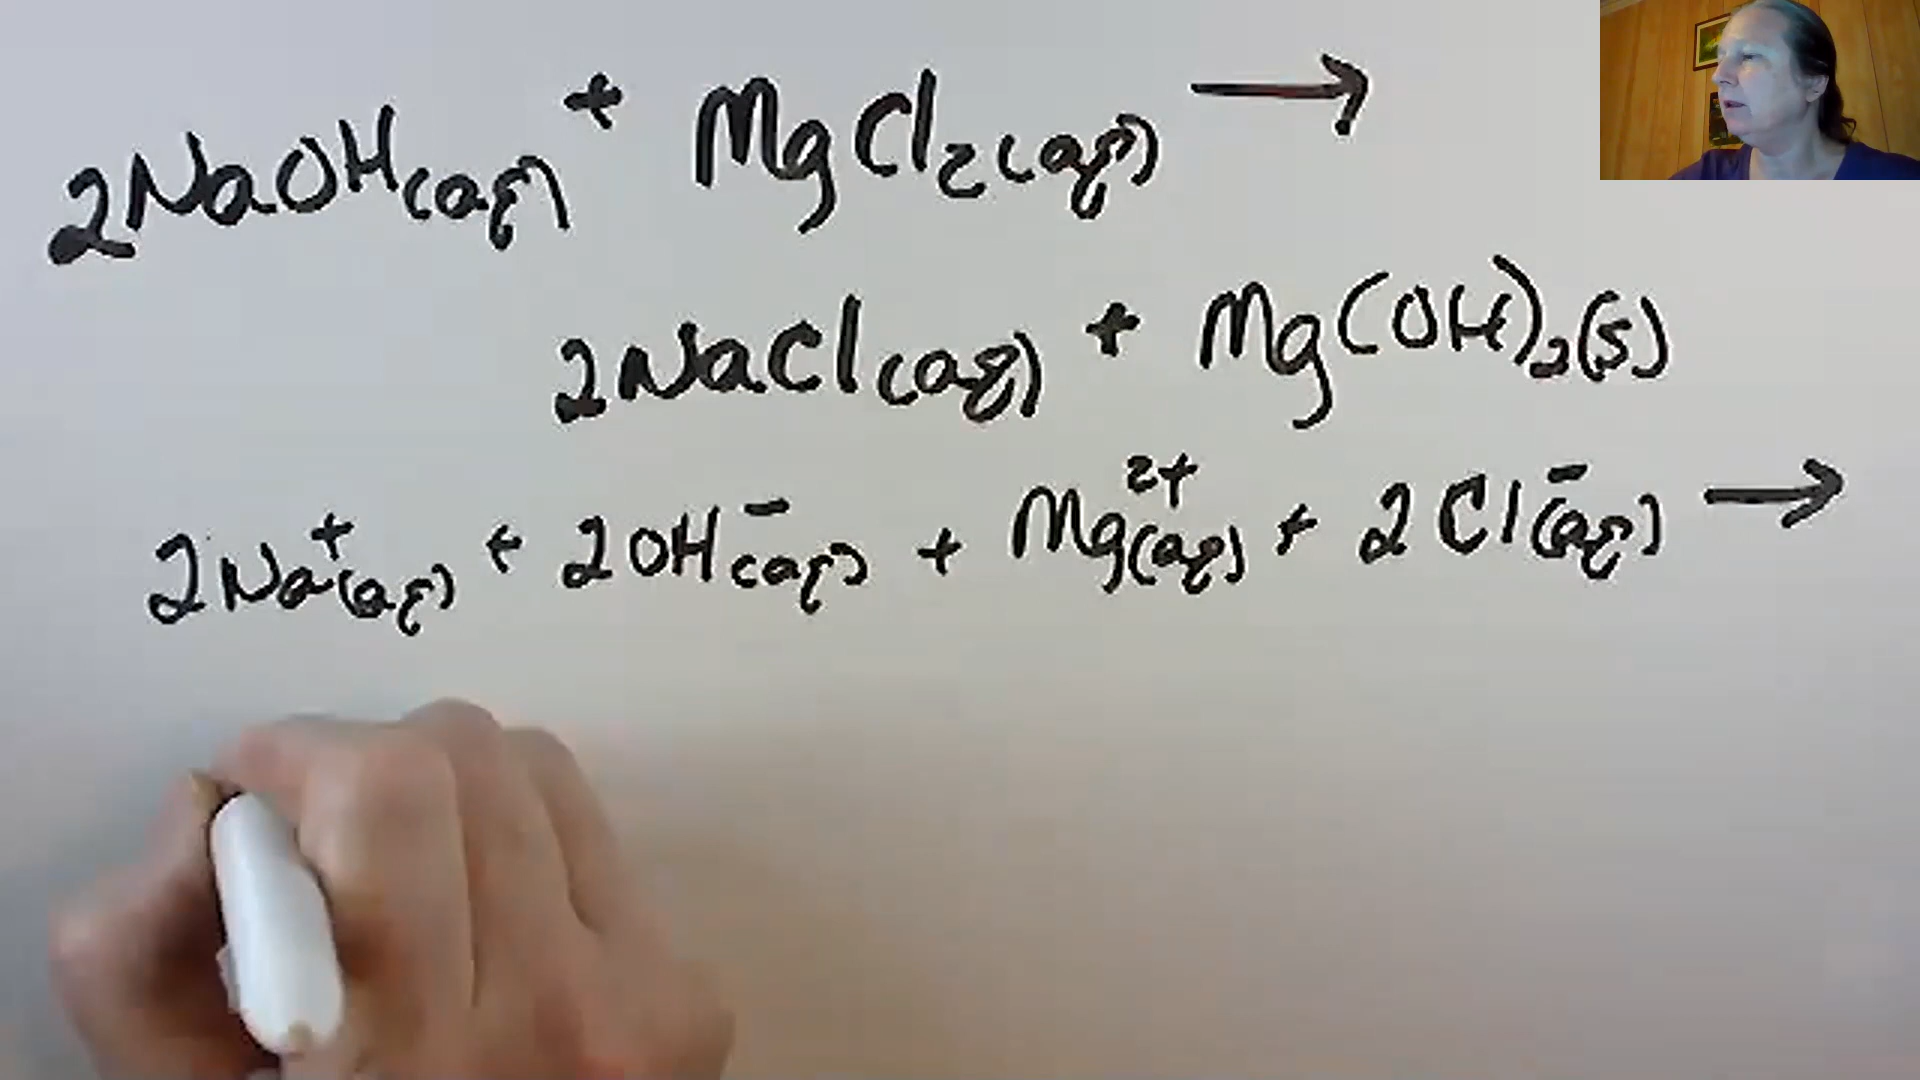 2NaOH(aq) + MgCl₂(aq) →
2NaCl(aq) + Mg(OH)₂(s)
2Na⁺(aq) + 2OH⁻(aq) + Mg²⁺(aq) + 2Cl⁻(aq) →